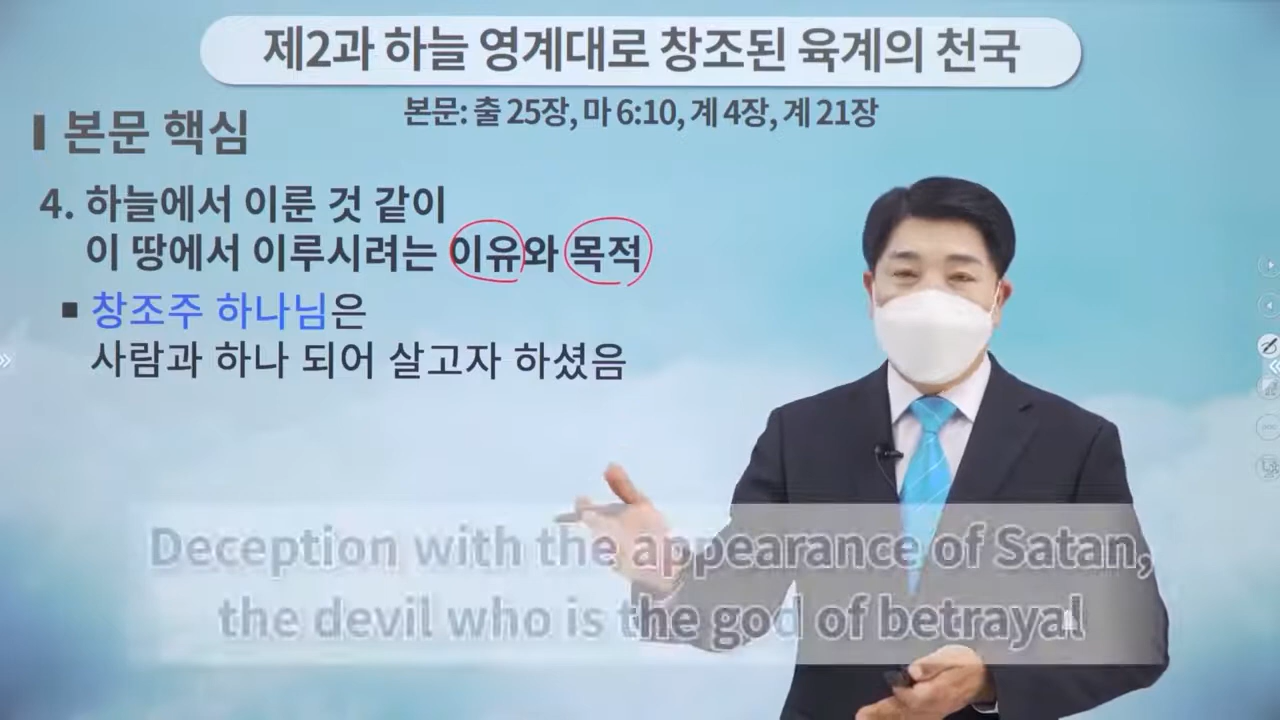 제2과 하늘 영계대로 창조된 육계의 천국
본문: 출 25장, 마 6:10, 계 4장, 계 21장
본문 핵심
4. 하늘에서 이룬 것 같이
이 땅에서 이루시려는 이유와 목적
■ 창조주 하나님은
사람과 하나 되어 살고자 하셨음
Deception with the appearance of Satan,
the devil who is the god of betrayal